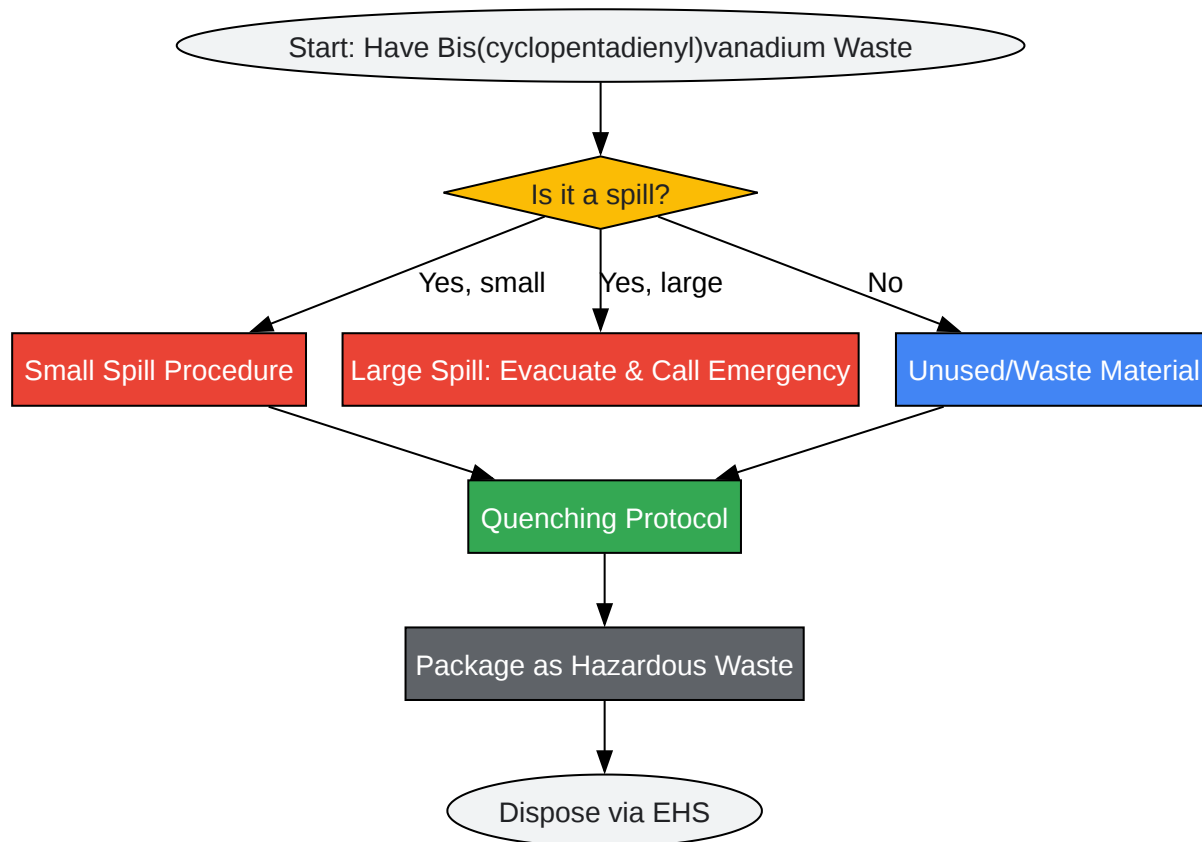 Start: Have Bis(cyclopentadienyl)vanadium Waste
Is it a spill?
Yes, small
Yes, large
No
Small Spill Procedure
Large Spill: Evacuate & Call Emergency
Unused/Waste Material
Quenching Protocol
Package as Hazardous Waste
Dispose via EHS